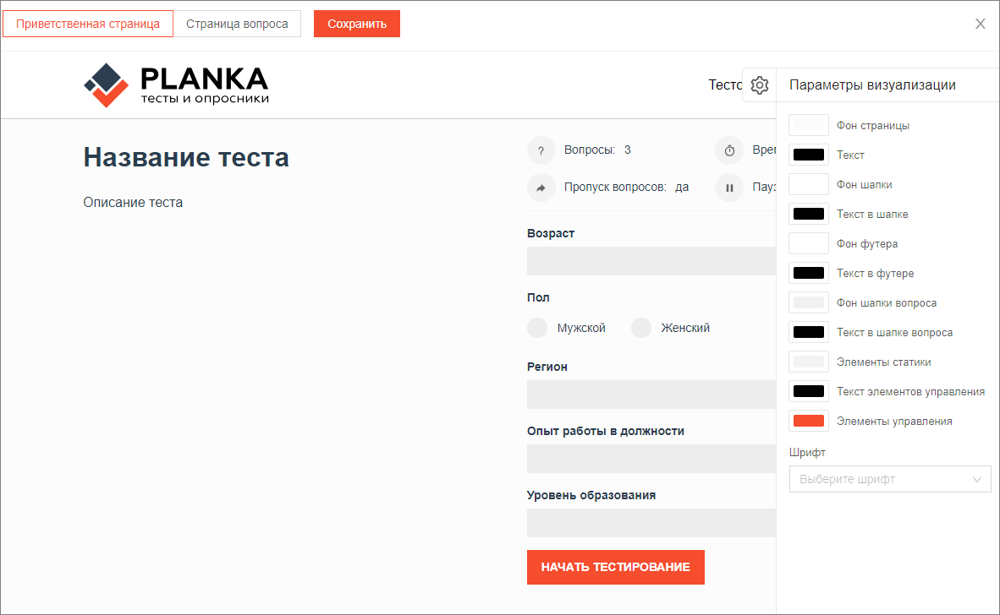 Приветственная страница Страница вопроса Сохранить
PLANKA
тесты и опросники
Тесто
Параметры визуализации
Название теста
Описание теста
? Вопросы: 3 Врем
Пропуск вопросов: да Пауз
Возраст
Пол
Мужской Женский
Регион
Опыт работы в должности
Уровень образования
НАЧАТЬ ТЕСТИРОВАНИЕ
Фон страницы
Текст
Фон шапки
Текст в шапке
Фон футера
Текст в футере
Фон шапки вопроса
Текст в шапке вопроса
Элементы статики
Текст элементов управления
Элементы управления
Шрифт
Выберите шрифт